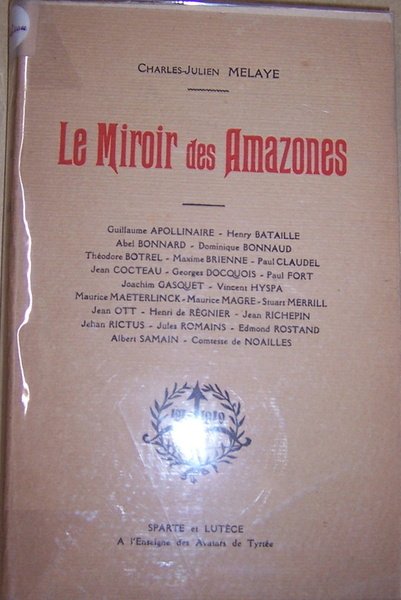 CHARLES-JULIEN MELAYE
Le Miroir des Amazones
Guillaume APOLLINAIRE - Henry BATAILLE
Abel BONNARD - Dominique BONNAUD
Théodore BOTREL - Maxime BRIENNE - Paul CLAUDEL
Jean COCTEAU - Georges DOCQUOIS - Paul FORT
Joachim GASQUET - Vincent HYSPA
Maurice MAETERLINCK - Maurice MAGRE - Stuart MERRILL
Jean OTT - Henri de RÉGNIER - Jean RICHEPIN
Jehan RICTUS - Jules ROMAINS - Edmond ROSTAND
Albert SAMAIN - Comtesse de NOAILLES
SPARTE et LUTÈCE
A l'Enseigne des Avatars de Tyrtée